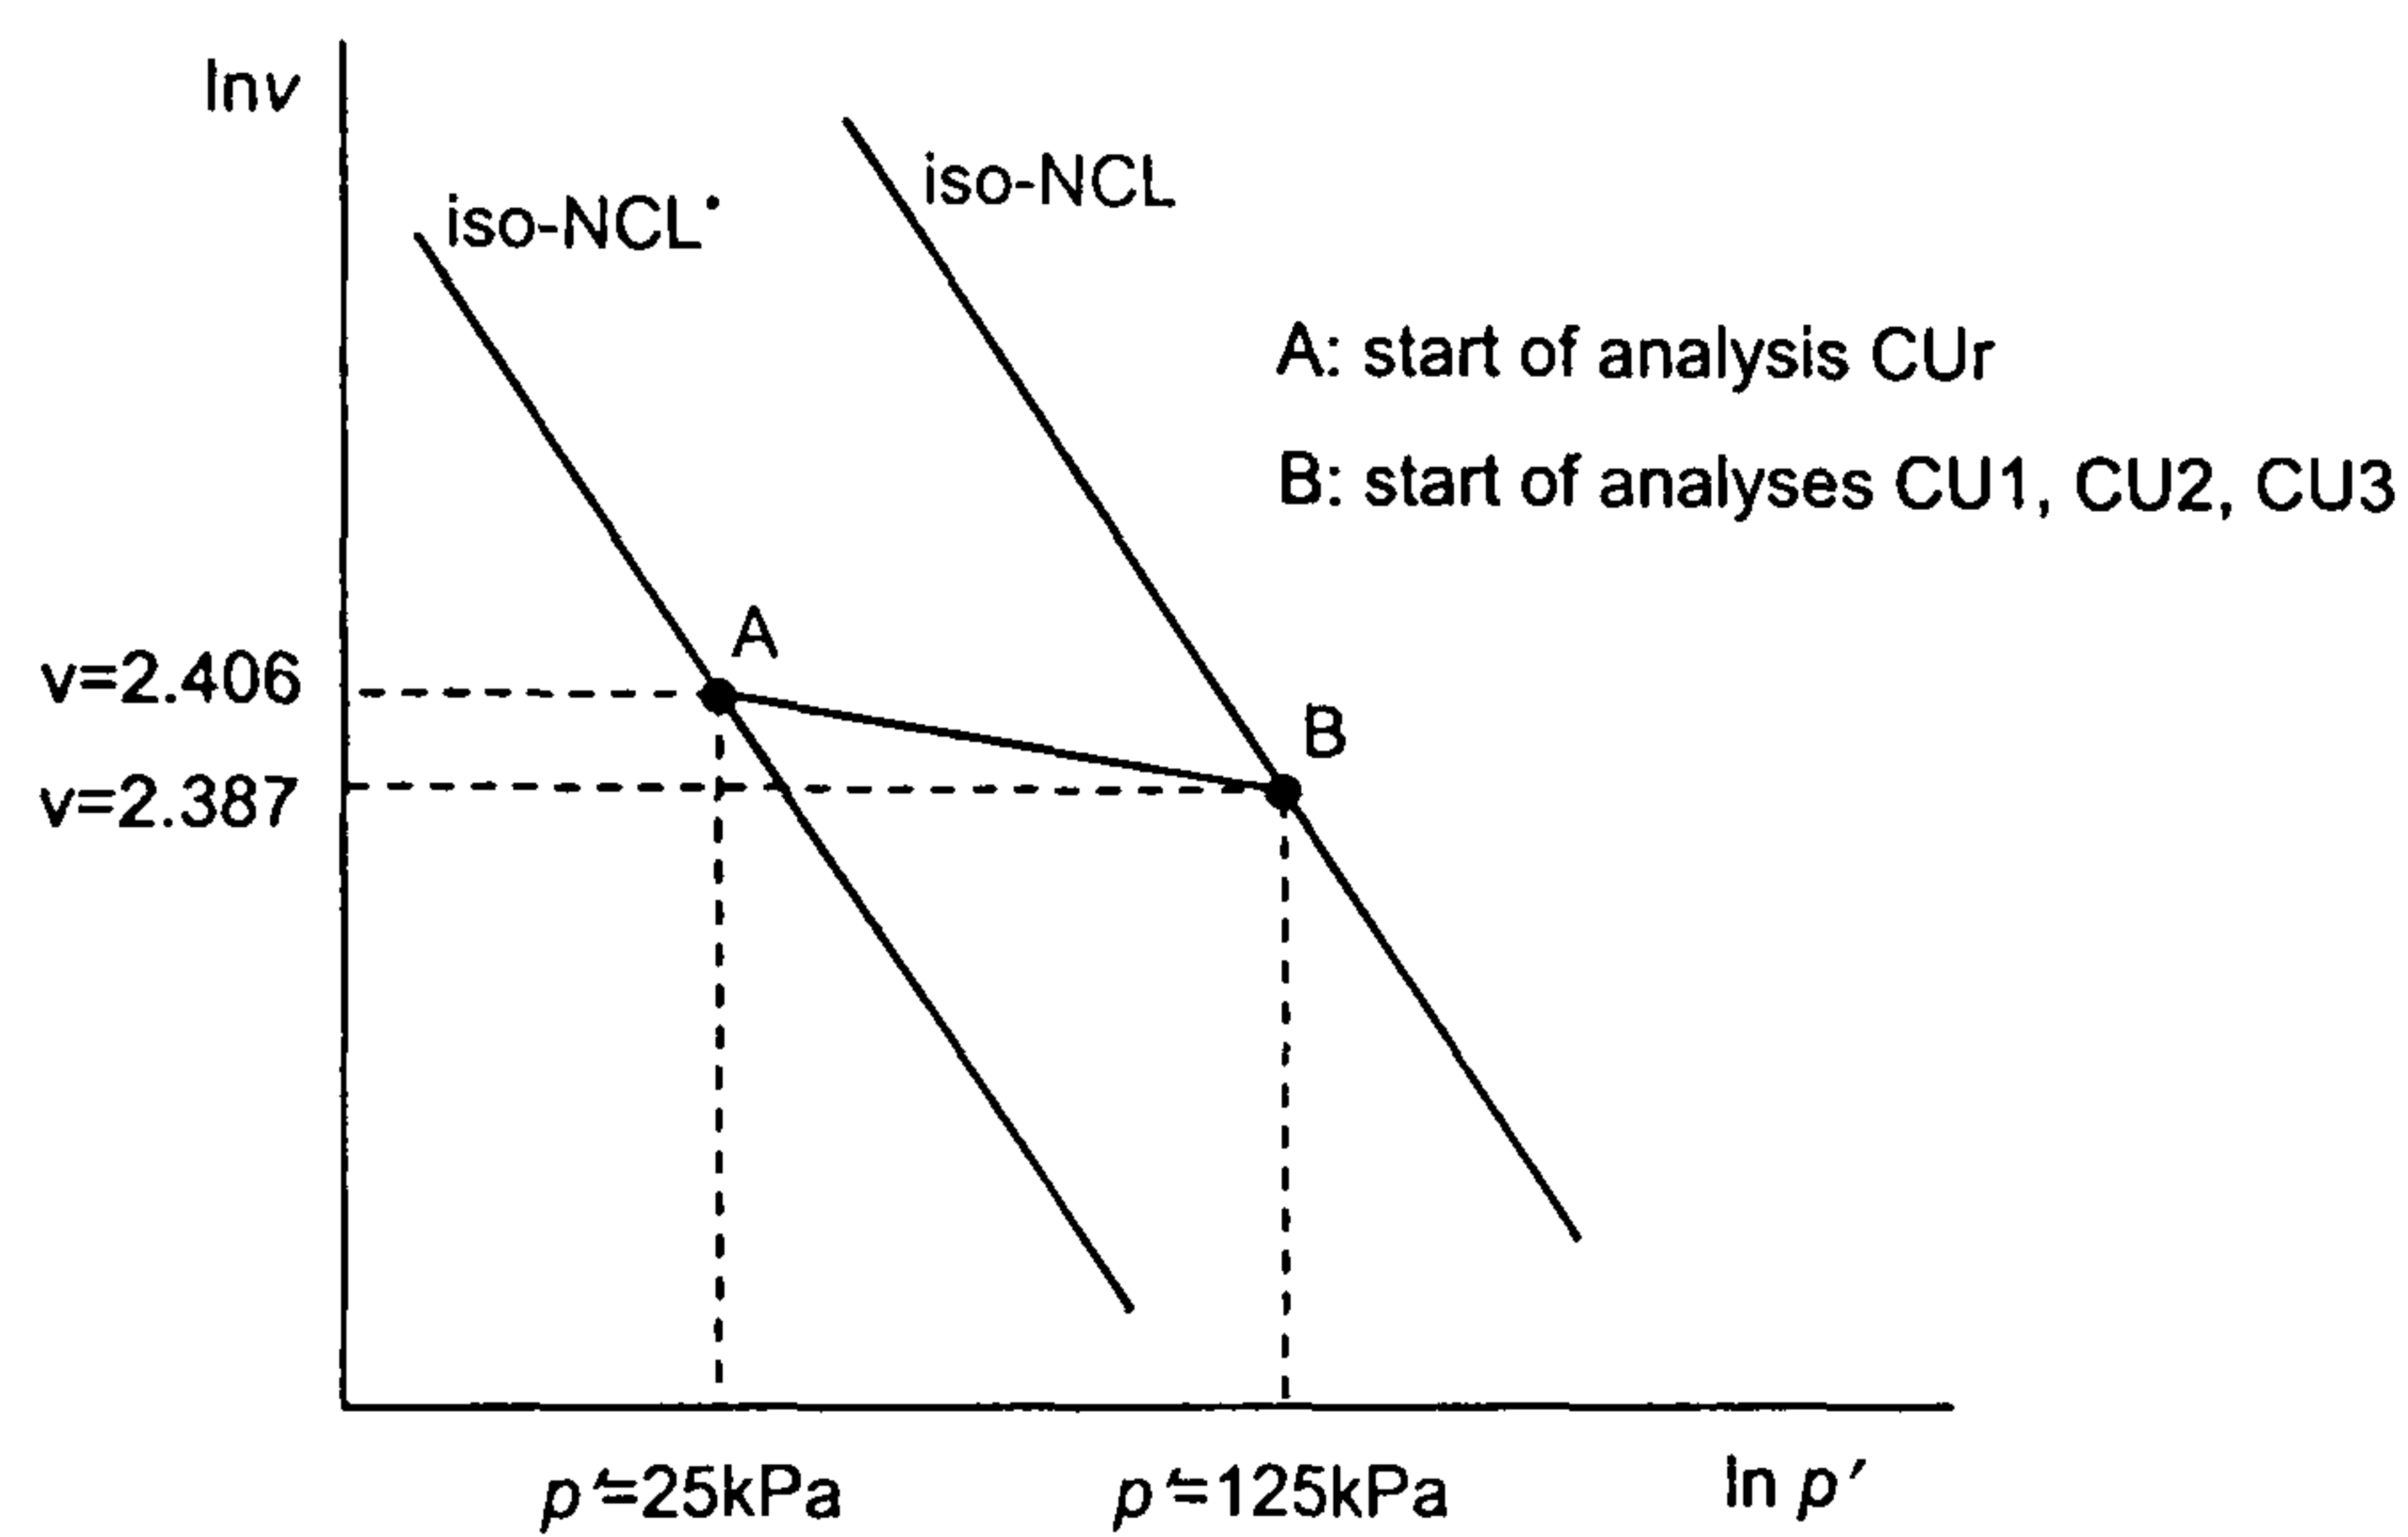 lnv
iso-NCL*
iso-NCL
A: start of analysis CUr
B: start of analyses CU1, CU2, CU3
A
v=2.406
B
v=2.387
p'=25kPa
p'=125kPa
ln p'